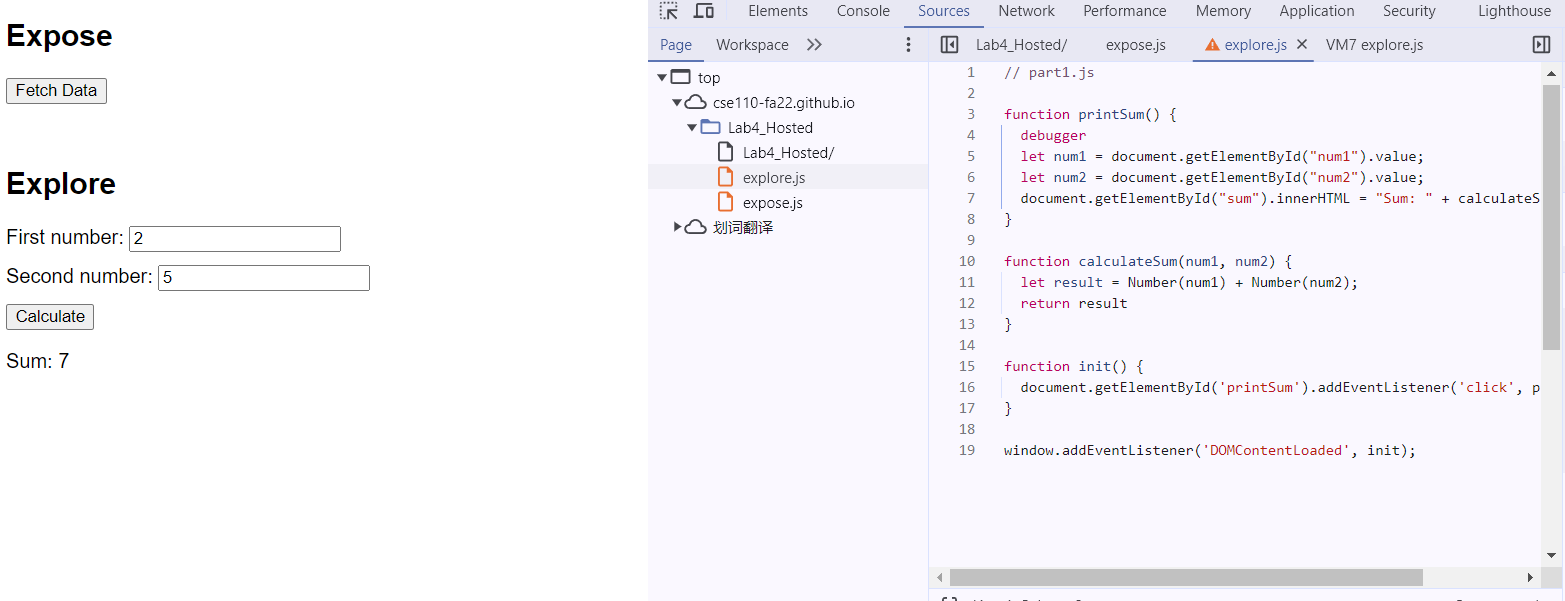 Expose
Fetch Data
Explore
First number: 2
Second number: 5
Calculate
Sum: 7
Elements Console Sources Network Performance Memory Application Security Lighthouse
Page Workspace
Lab4_Hosted/ expose.js explore.js VM7 explore.js
top
cse110-fa22.github.io
Lab4_Hosted
Lab4_Hosted/
explore.js
expose.js
划词翻译
1 // part1.js
2
3 function printSum() {
4 debugger
5 let num1 = document.getElementById("num1").value;
6 let num2 = document.getElementById("num2").value;
7 document.getElementById("sum").innerHTML = "Sum: " + calculateS
8 }
9
10 function calculateSum(num1, num2) {
11 let result = Number(num1) + Number(num2);
12 return result
13 }
14
15 function init() {
16 document.getElementById('printSum').addEventListener('click', p
17 }
18
19 window.addEventListener('DOMContentLoaded', init);